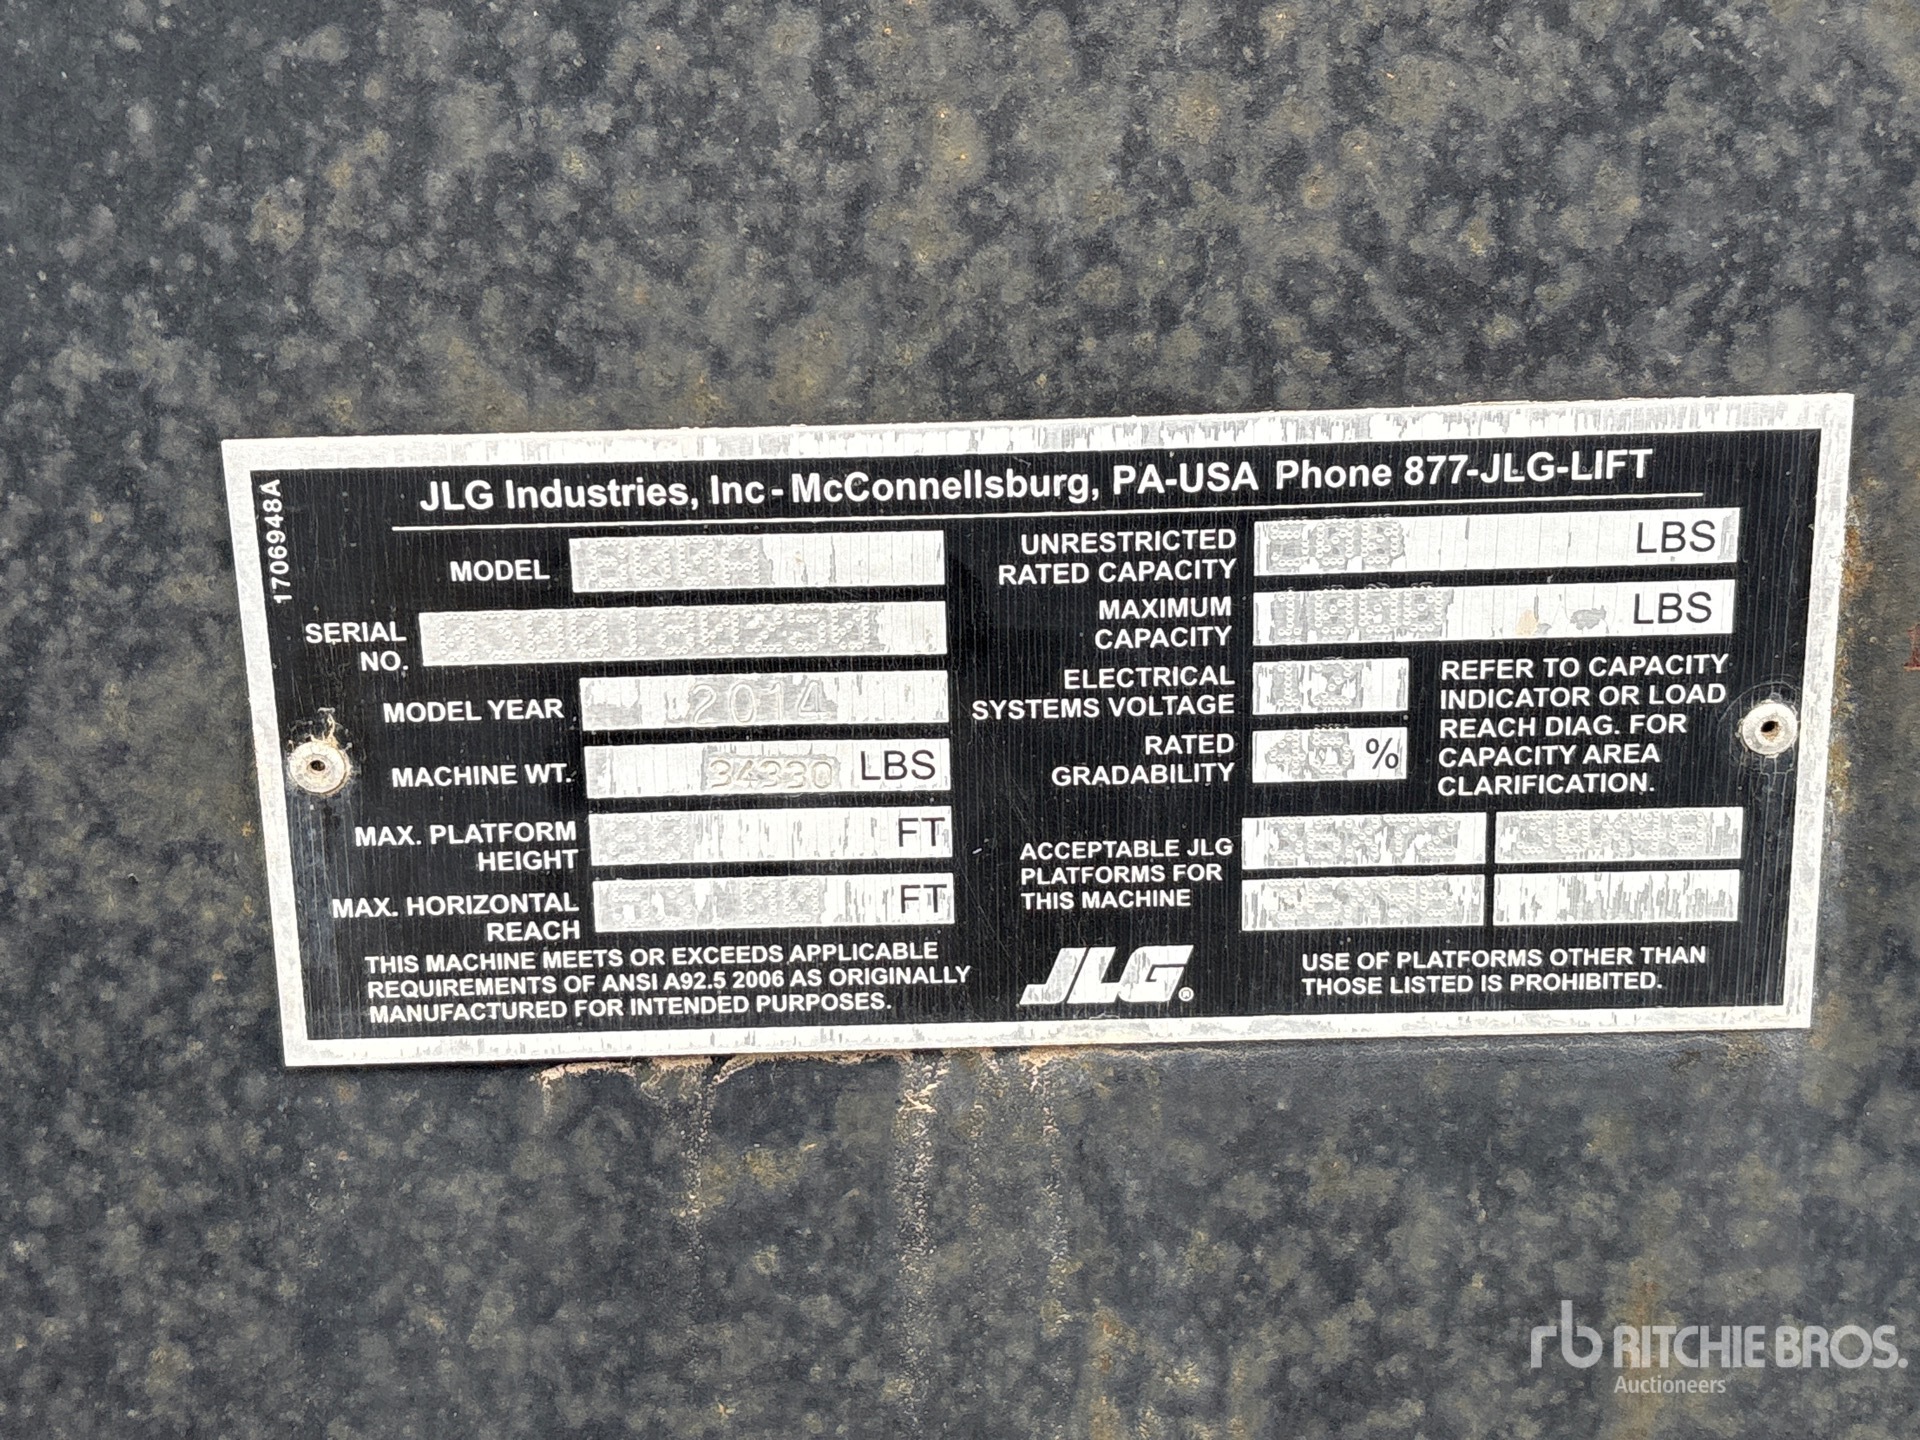 1706948A
JLG Industries, Inc - McConnellsburg, PA-USA Phone 877-JLG-LIFT
MODEL
SERIAL
NO.
MODEL YEAR 2014
MACHINE WT. 34330 LBS
MAX. PLATFORM
HEIGHT
FT
MAX. HORIZONTAL
REACH
FT
THIS MACHINE MEETS OR EXCEEDS APPLICABLE
REQUIREMENTS OF ANSI A92.5 2006 AS ORIGINALLY
MANUFACTURED FOR INTENDED PURPOSES.
UNRESTRICTED
RATED CAPACITY
LBS
MAXIMUM
CAPACITY
LBS
ELECTRICAL
SYSTEMS VOLTAGE
RATED
GRADABILITY
%
REFER TO CAPACITY
INDICATOR OR LOAD
REACH DIAG. FOR
CAPACITY AREA
CLARIFICATION.
ACCEPTABLE JLG
PLATFORMS FOR
THIS MACHINE
JLG®
USE OF PLATFORMS OTHER THAN
THOSE LISTED IS PROHIBITED.
rb RITCHIE BROS.
Auctioneers